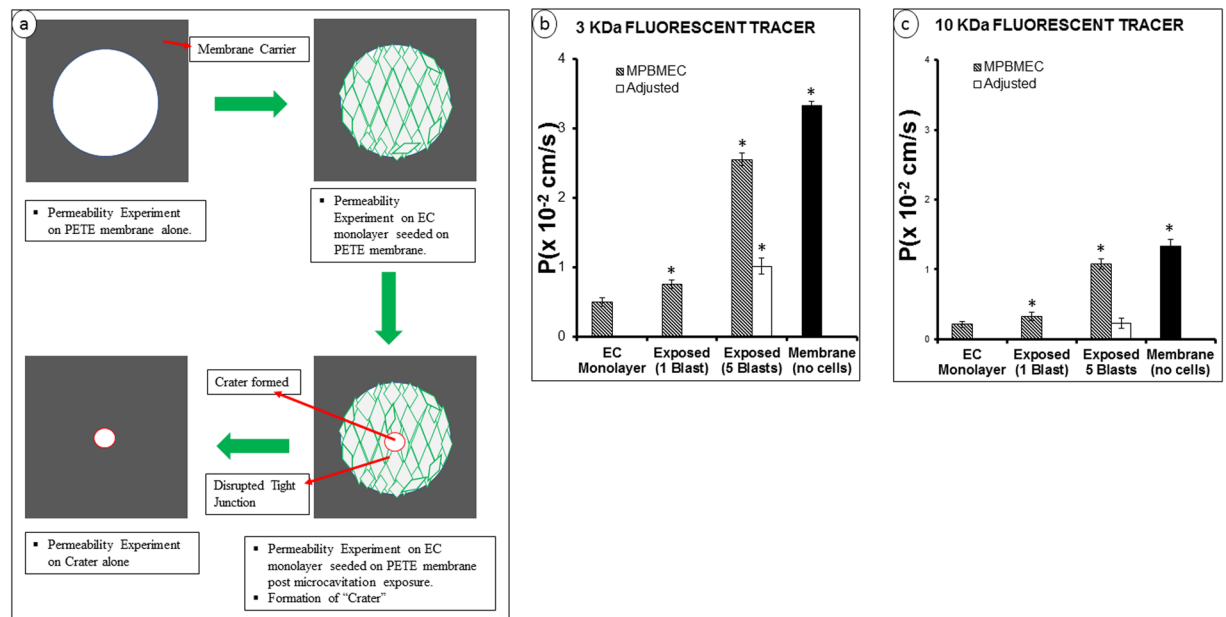 a
Membrane Carrier
▪ Permeability Experiment
on PETE membrane alone.
▪ Permeability
Experiment on EC
monolayer seeded on
PETE membrane.
Crater formed
Disrupted Tight
Junction
▪ Permeability Experiment
on Crater alone
▪ Permeability Experiment on EC
monolayer seeded on PETE membrane
post microcavitation exposure.
▪ Formation of “Crater”
b
3 KDa FLUORESCENT TRACER
MPBMEC
Adjusted
P(x 10-2 cm/s)
4
3
2
1
0
*
*
*
*
EC
Monolayer
Exposed
(1 Blast)
Exposed
(5 Blasts)
Membrane
(no cells)
c
10 KDa FLUORESCENT TRACER
MPBMEC
Adjusted
P(x 10-2 cm/s)
4
3
2
1
0
*
*
*
EC
Monolayer
Exposed
(1 Blast)
Exposed
5 Blasts
Membrane
(no cells)